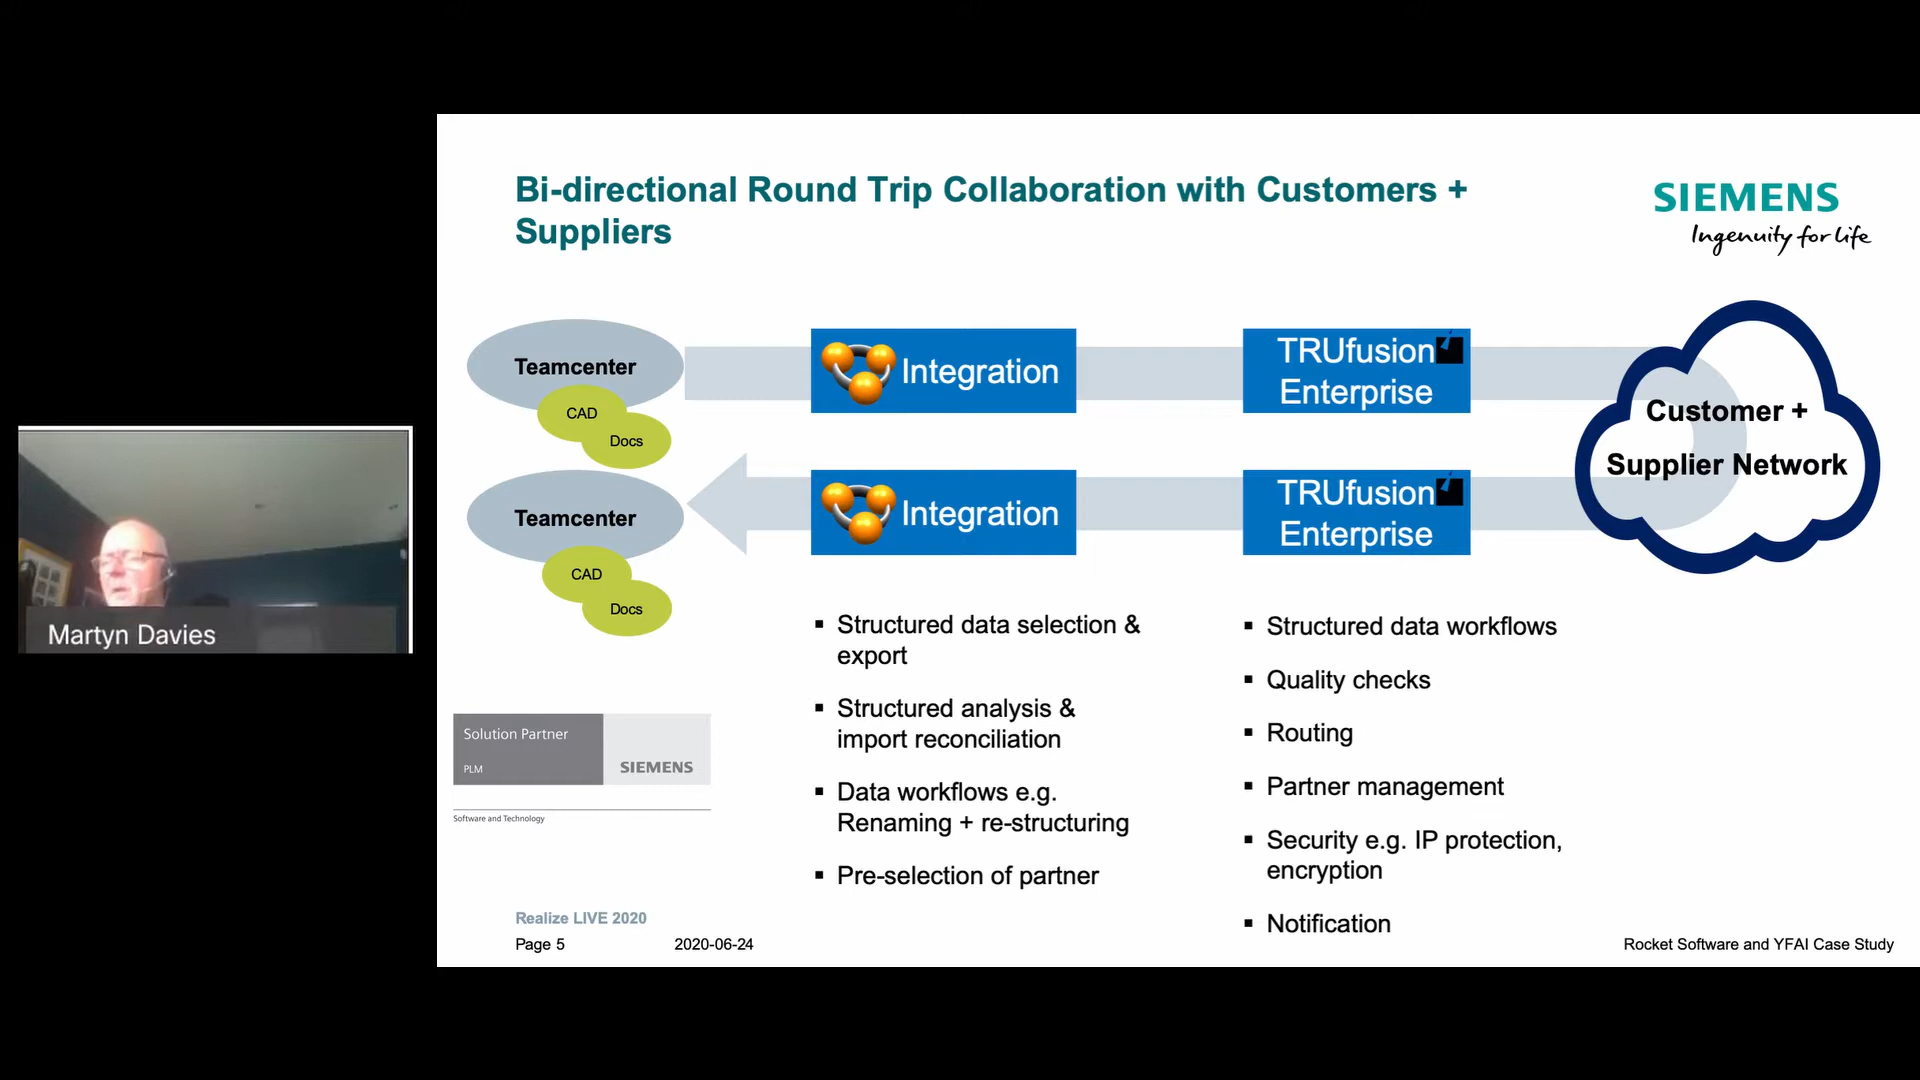 Bi-directional Round Trip Collaboration with Customers +
Suppliers
SIEMENS
Ingenuity for life
Teamcenter
CAD
Docs
Integration
TRUfusion
Enterprise
Customer +
Supplier Network
Teamcenter
CAD
Docs
Integration
TRUfusion
Enterprise
Martyn Davies
▪ Structured data selection &
export
▪ Structured analysis &
import reconciliation
▪ Data workflows e.g.
Renaming + re-structuring
▪ Pre-selection of partner
▪ Structured data workflows
▪ Quality checks
▪ Routing
▪ Partner management
▪ Security e.g. IP protection,
encryption
▪ Notification
Solution Partner
PLM
SIEMENS
Software and Technology
Realize LIVE 2020
Page 5
2020-06-24
Rocket Software and YFAI Case Study